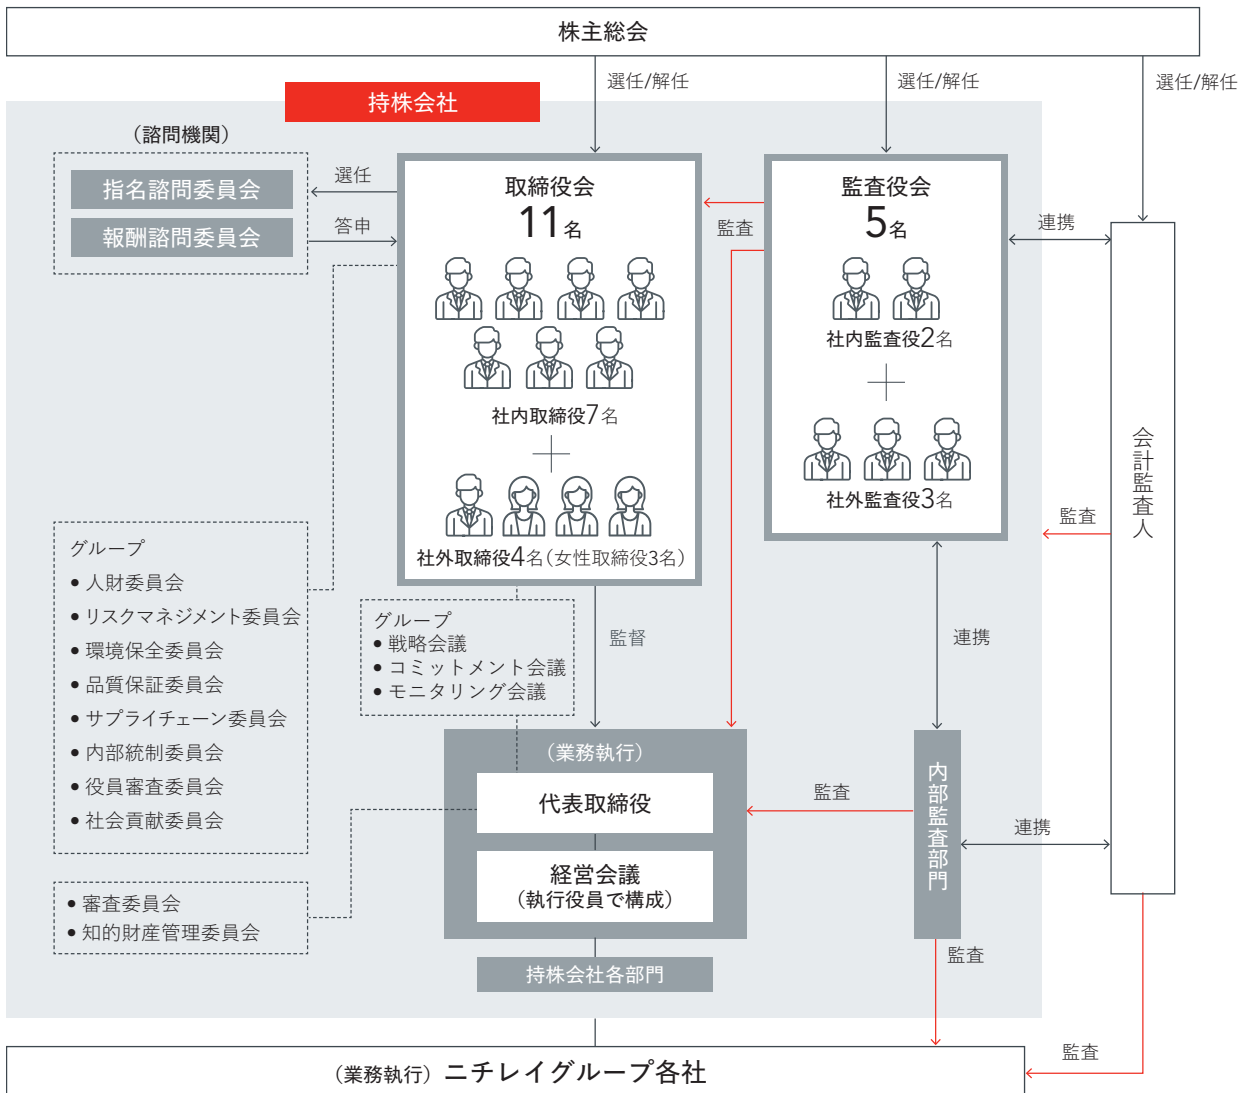 株主総会
選任/解任
選任/解任
選任/解任
持株会社
(諮問機関)
指名諮問委員会
報酬諮問委員会
選任
答申
取締役会
11名
社内取締役7名
社外取締役4名(女性取締役3名)
監査
監査役会
5名
社内監査役2名
社外監査役3名
連携
会計監査人
監査
グループ
•人財委員会
•リスクマネジメント委員会
•環境保全委員会
•品質保証委員会
•サプライチェーン委員会
•内部統制委員会
•役員審査委員会
•社会貢献委員会
グループ
•戦略会議
•コミットメント会議
•モニタリング会議
監督
連携
(業務執行)
代表取締役
経営会議
(執行役員で構成)
監査
内部監査部門
連携
•審査委員会
•知的財産管理委員会
持株会社各部門
監査
監査
(業務執行) ニチレイグループ各社